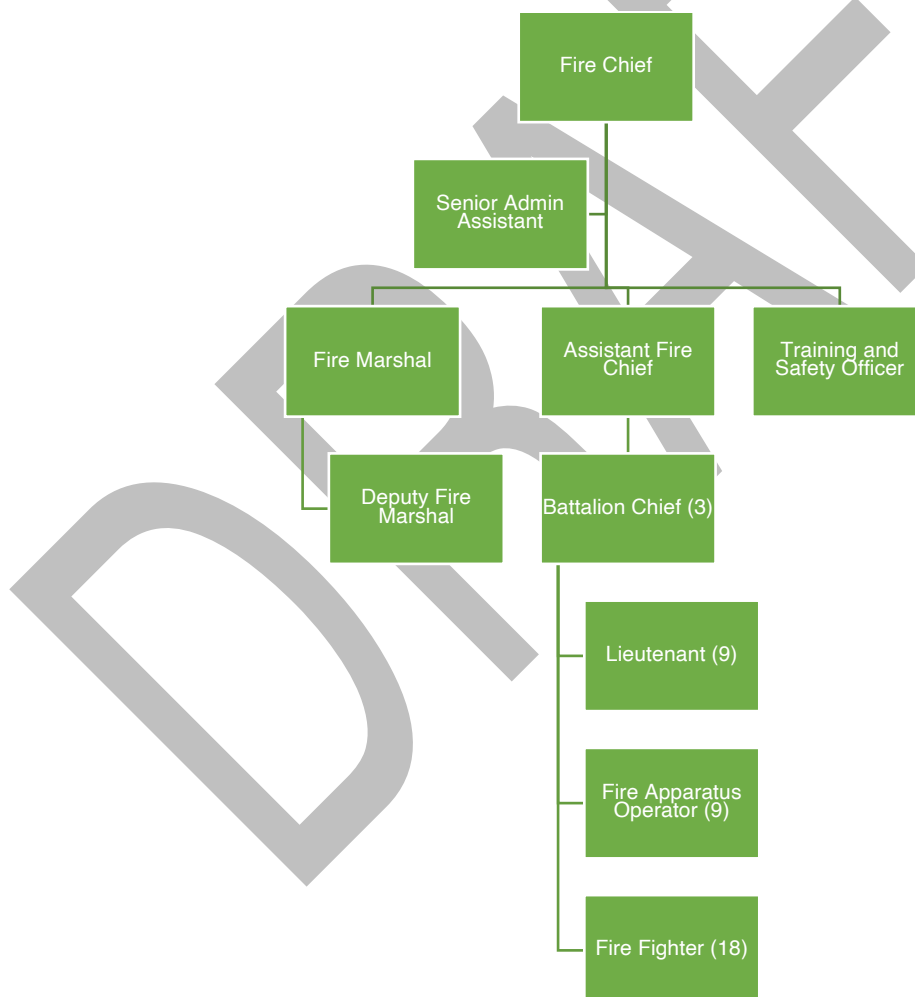 Fire Chief
Senior Admin
Assistant
Fire Marshal
Assistant Fire
Chief
Training and
Safety Officer
Deputy Fire
Marshal
Battalion Chief (3)
Lieutenant (9)
Fire Apparatus
Operator (9)
Fire Fighter (18)
DRAFT